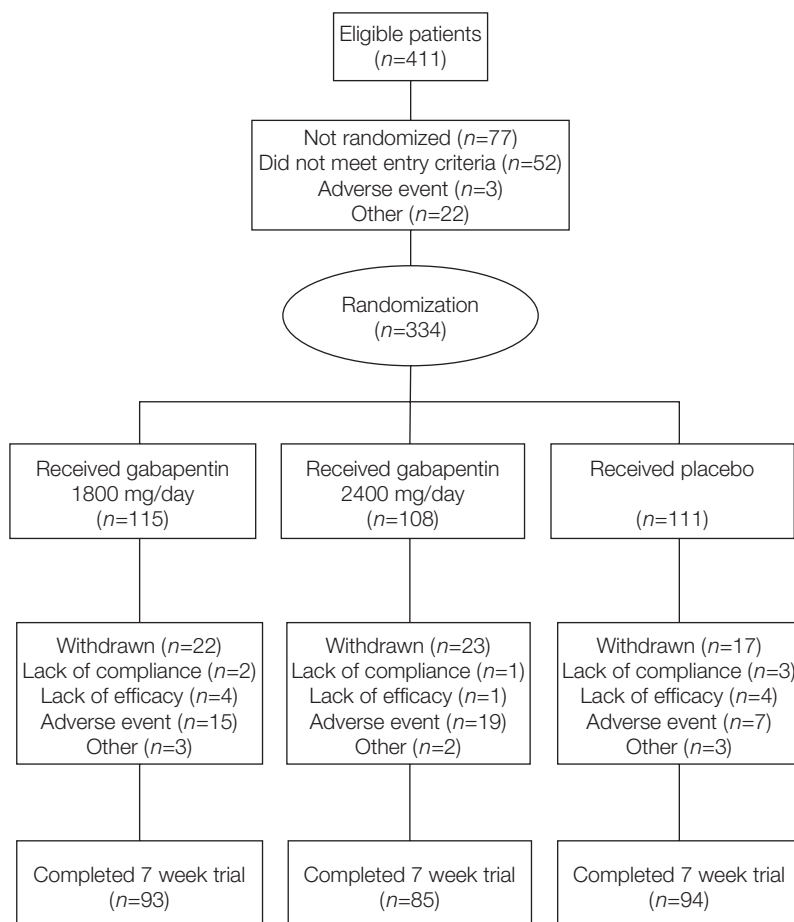 Eligible patients
(n=411)
Not randomized (n=77)
Did not meet entry criteria (n=52)
Adverse event (n=3)
Other (n=22)
Randomization
(n=334)
Received gabapentin
1800 mg/day
(n=115)
Received gabapentin
2400 mg/day
(n=108)
Received placebo
(n=111)
Withdrawn (n=22)
Lack of compliance (n=2)
Lack of efficacy (n=4)
Adverse event (n=15)
Other (n=3)
Withdrawn (n=23)
Lack of compliance (n=1)
Lack of efficacy (n=1)
Adverse event (n=19)
Other (n=2)
Withdrawn (n=17)
Lack of compliance (n=3)
Lack of efficacy (n=4)
Adverse event (n=7)
Other (n=3)
Completed 7 week trial
(n=93)
Completed 7 week trial
(n=85)
Completed 7 week trial
(n=94)